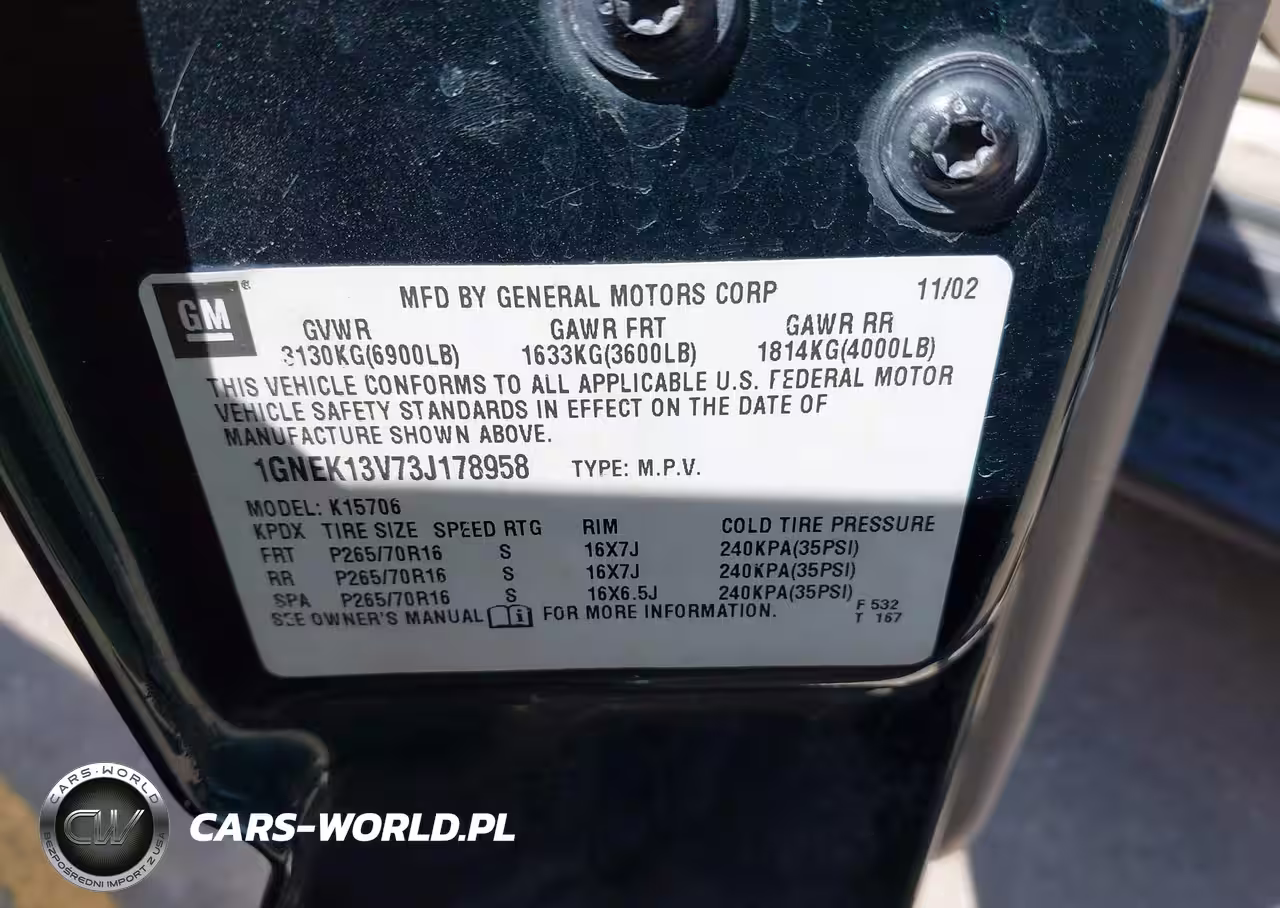 GM®
MFD BY GENERAL MOTORS CORP 11/02
GVWR GAWR FRT GAWR RR
3130KG(6900LB) 1633KG(3600LB) 1814KG(4000LB)
THIS VEHICLE CONFORMS TO ALL APPLICABLE U.S. FEDERAL MOTOR
VEHICLE SAFETY STANDARDS IN EFFECT ON THE DATE OF
MANUFACTURE SHOWN ABOVE.
1GNEK13V73J178958 TYPE: M.P.V.
MODEL: K15706
KPDX TIRE SIZE SPEED RTG RIM COLD TIRE PRESSURE
FRT P265/70R16 S 16X7J 240KPA(35PSI)
RR P265/70R16 S 16X7J 240KPA(35PSI)
SPA P265/70R16 S 16X6.5J 240KPA(35PSI)
SEE OWNER'S MANUAL FOR MORE INFORMATION. F 532
T 167
CARS-WORLD
CW
BEZPOŚREDNI IMPORT Z USA
CARS-WORLD.PL